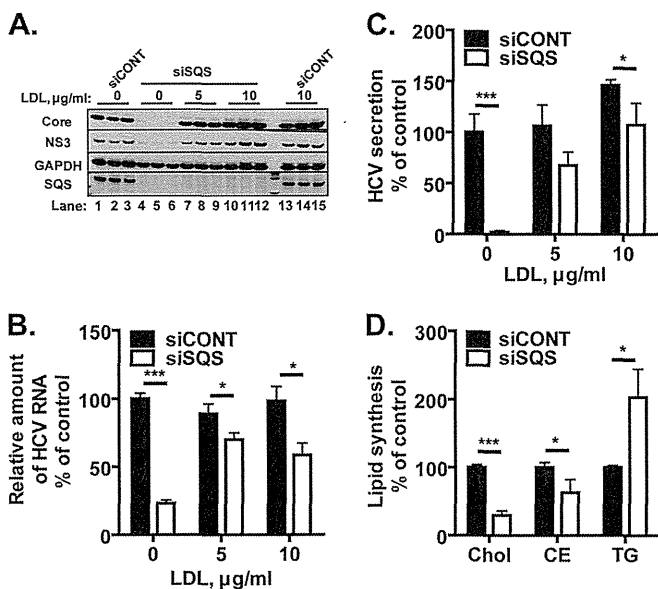 A.
siCONT siSQS siCONT
LDL, μg/ml: 0 0 5 10 10
Core
NS3
GAPDH
SQS
Lane: 1 2 3 4 5 6 7 8 9 10 11 12 13 14 15
B.
Relative amount
of HCV RNA
% of control
150
100
50
0
siCONT
siSQS
*** * *
0 5 10
LDL, μg/ml
C.
HCV secretion
% of control
200
150
100
50
0
siCONT
siSQS
*** *
0 5 10
LDL, μg/ml
D.
Lipid synthesis
% of control
300
200
100
0
siCONT
siSQS
*** * *
Chol CE TG